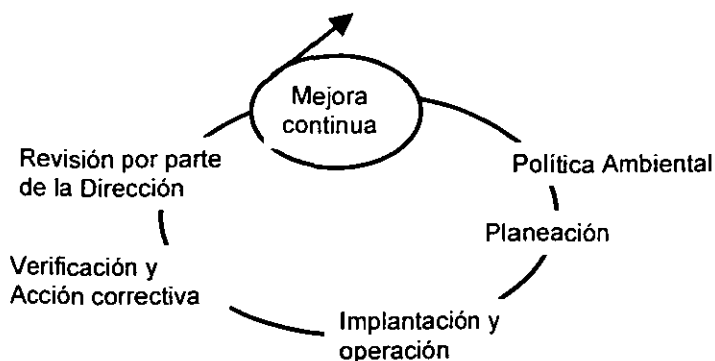 Mejora
continua
Política Ambiental
Planeación
Implantación y
operación
Verificación y
Acción correctiva
Revisión por parte
de la Dirección